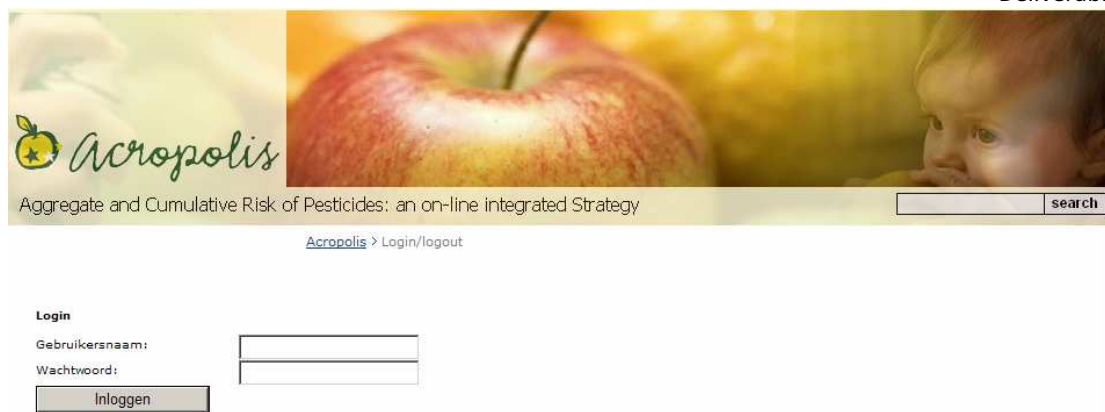 Acropolis
Aggregate and Cumulative Risk of Pesticides: an on-line integrated Strategy
search
Acropolis > Login/logout
Login
Gebruikersnaam:
Wachtwoord:
Inloggen